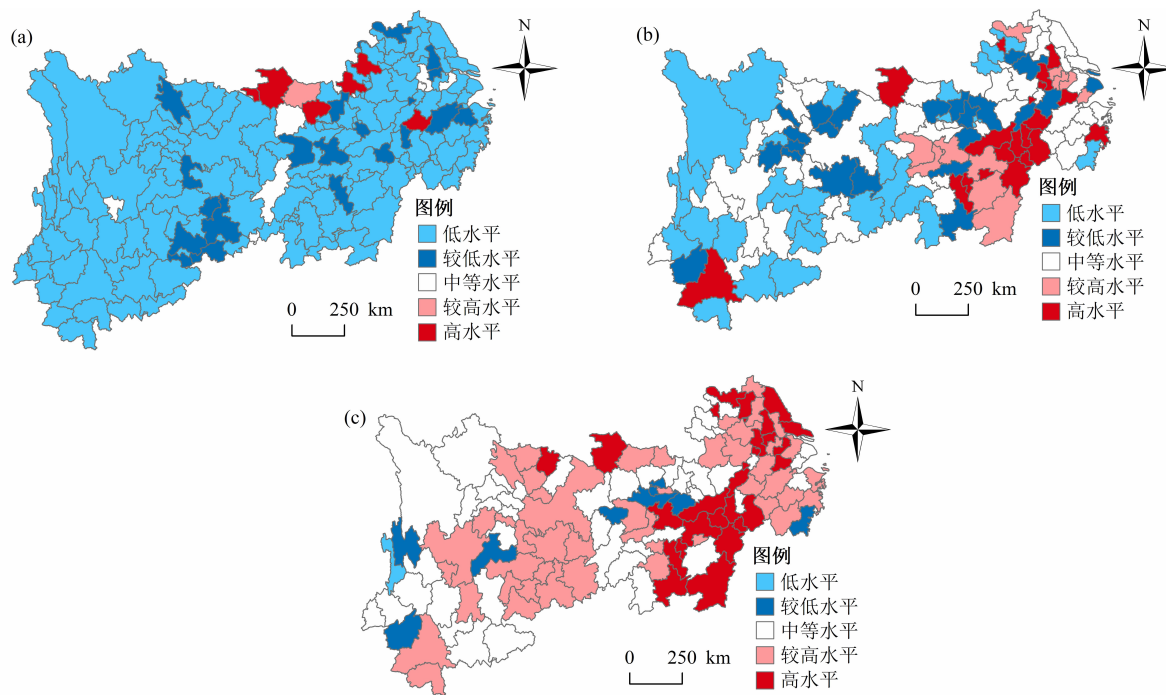 (a)
N
图例
低水平
较低水平
中等水平
较高水平
高水平
0 250 km
(b)
N
图例
低水平
较低水平
中等水平
较高水平
高水平
0 250 km
(c)
N
图例
低水平
较低水平
中等水平
较高水平
高水平
0 250 km